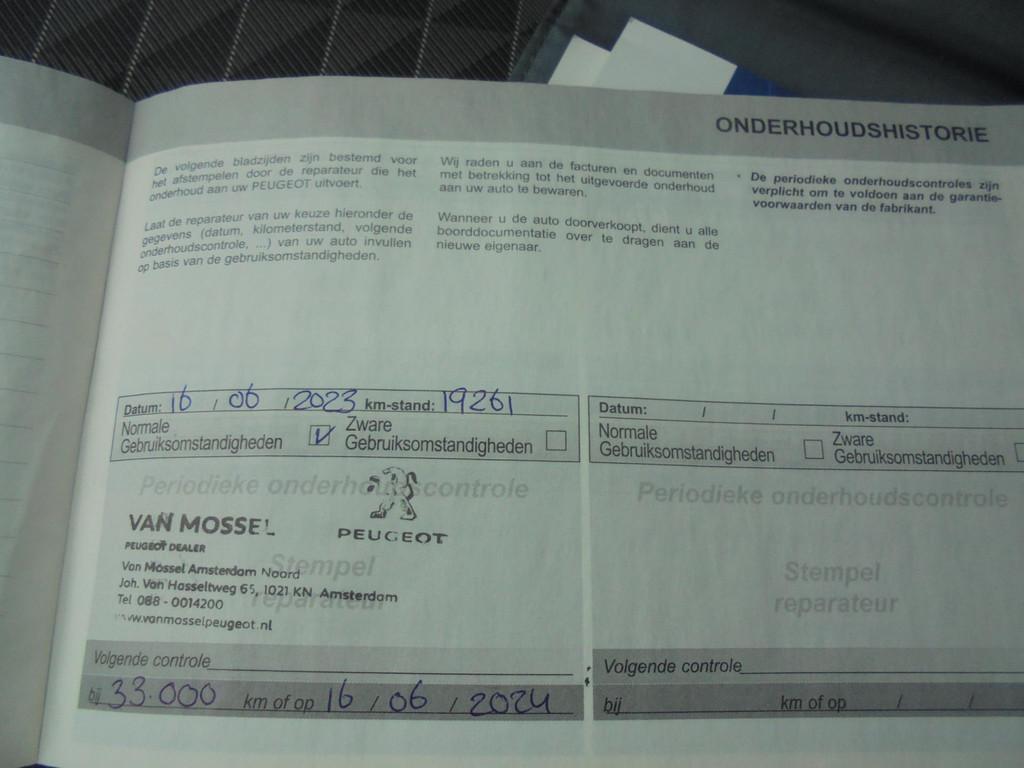 ONDERHOUDSHISTORIE
De volgende bladzijden zijn bestemd voor
het afstempelen door de reparateur die het
onderhoud aan uw PEUGEOT uitvoert.
Laat de reparateur van uw keuze hieronder de
gegevens (datum, kilometerstand, volgende
onderhoudscontrole, ...) van uw auto invullen
op basis van de gebruiksomstandigheden.
Wij raden u aan de facturen en documenten
met betrekking tot het uitgevoerde onderhoud
aan uw auto te bewaren.
Wanneer u de auto doorverkoopt, dient u alle
boorddocumentatie over te dragen aan de
nieuwe eigenaar.
• De periodieke onderhoudscontroles zijn
verplicht om te voldoen aan de garantie-
voorwaarden van de fabrikant.
Datum: 16 / 06 / 2023 km-stand: 19261
Normale
Gebruiksomstandigheden
Zware
Gebruiksomstandigheden
Periodieke onderhoudscontrole
PEUGEOT
VAN MOSSEL
PEUGEOT DEALER
Stempel
reparateur
Van Mossel Amsterdam Noord
Joh. Van Hasseltweg 65, 1021 KN Amsterdam
Tel 088 - 0014200
www.vanmosselpeugeot.nl
Volgende controle
bij 33.000 km of op 16 / 06 / 2024
Datum: / / km-stand:
Normale
Gebruiksomstandigheden
Zware
Gebruiksomstandigheden
Periodieke onderhoudscontrole
Stempel
reparateur
Volgende controle
bij km of op / /